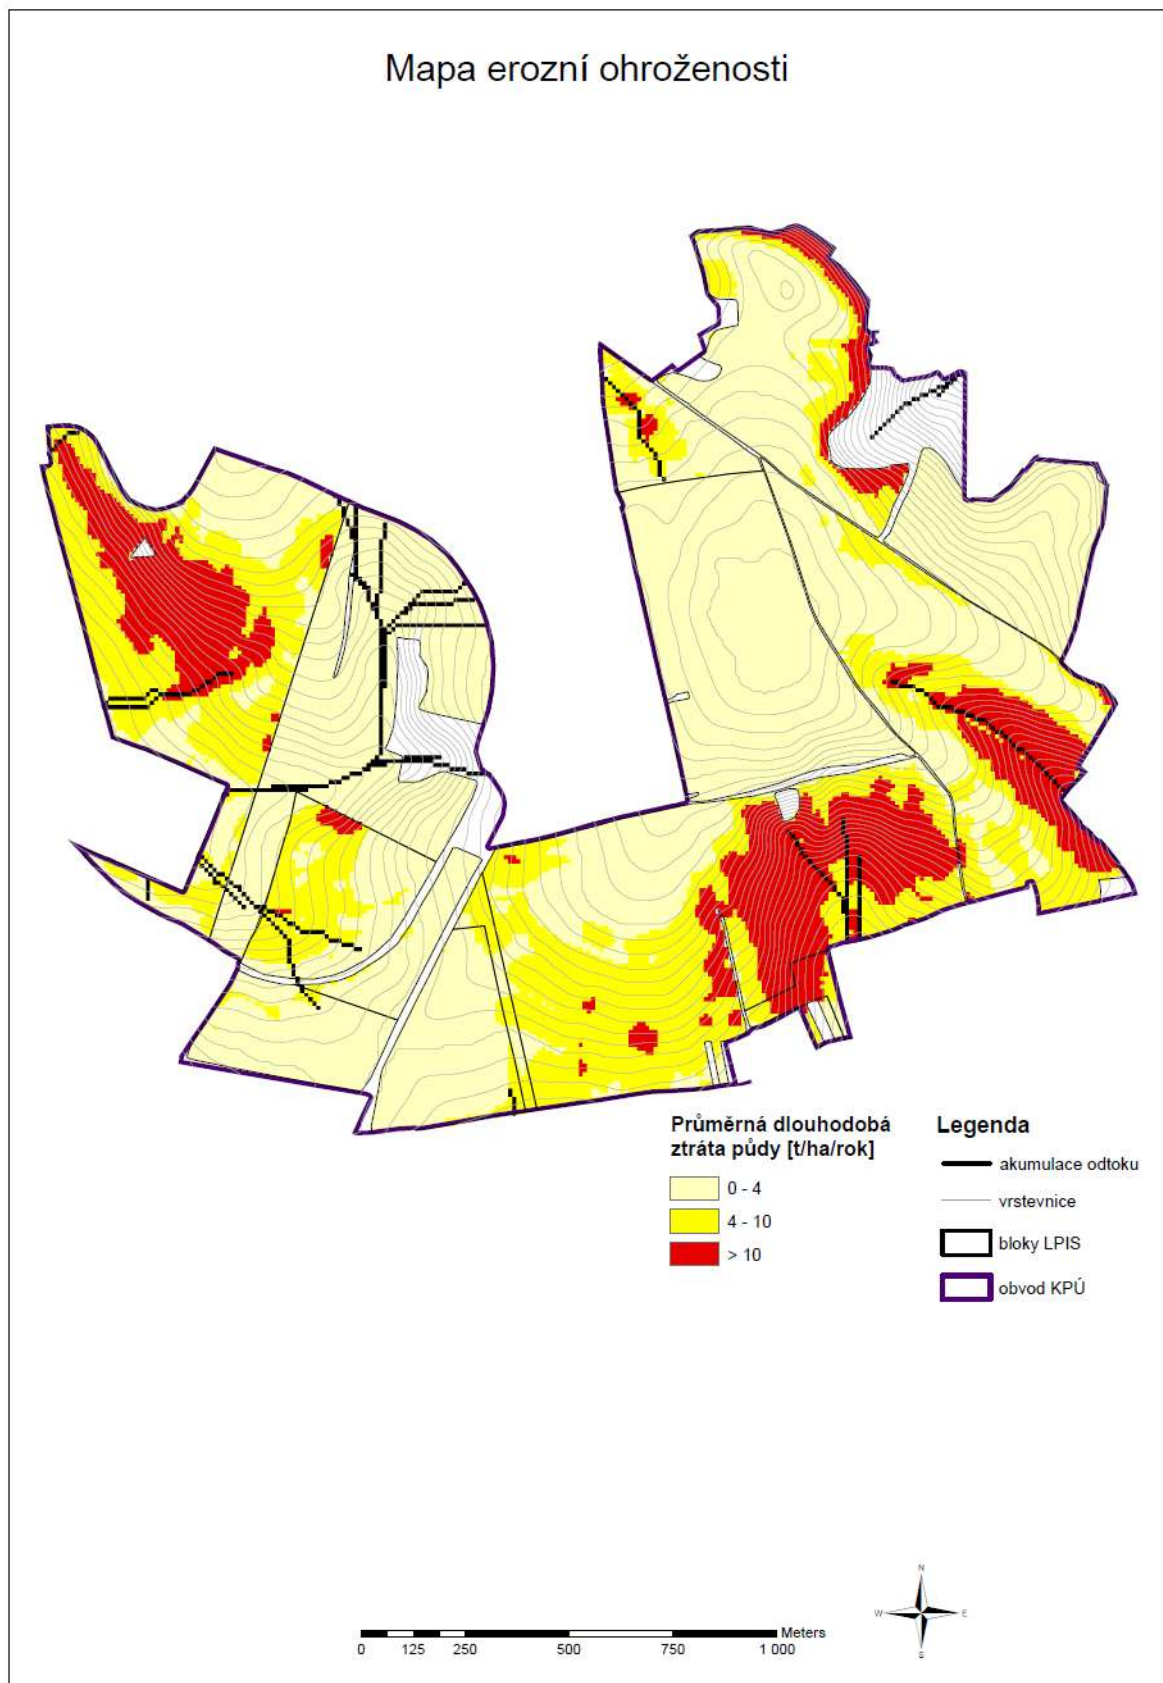 Mapa erozní ohroženosti
Průměrná dlouhodobá
ztráta půdy [t/ha/rok]
0 - 4
4 - 10
> 10
Legenda
akumulace odtoku
vrstevnice
bloky LPIS
obvod KPÚ
N
W E
S
Meters
0 125 250 500 750 1 000